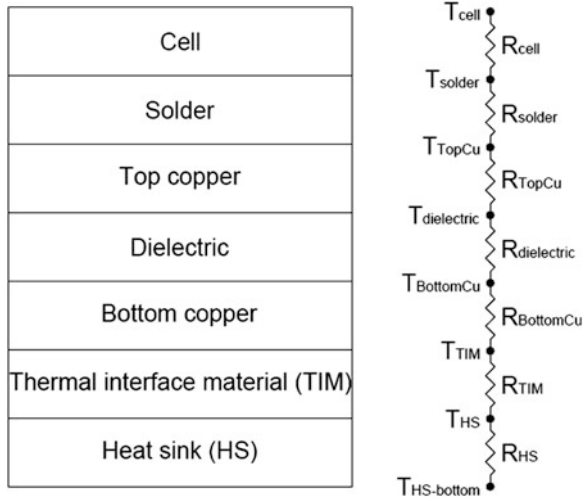 Cell
Solder
Top copper
Dielectric
Bottom copper
Thermal interface material (TIM)
Heat sink (HS)
Tcell
Rcell
Tsolder
Rsolder
TTopCu
RTopCu
Tdielectric
Rdielectric
TBottomCu
RBottomCu
TTIM
RTIM
THS
RHS
THS-bottom